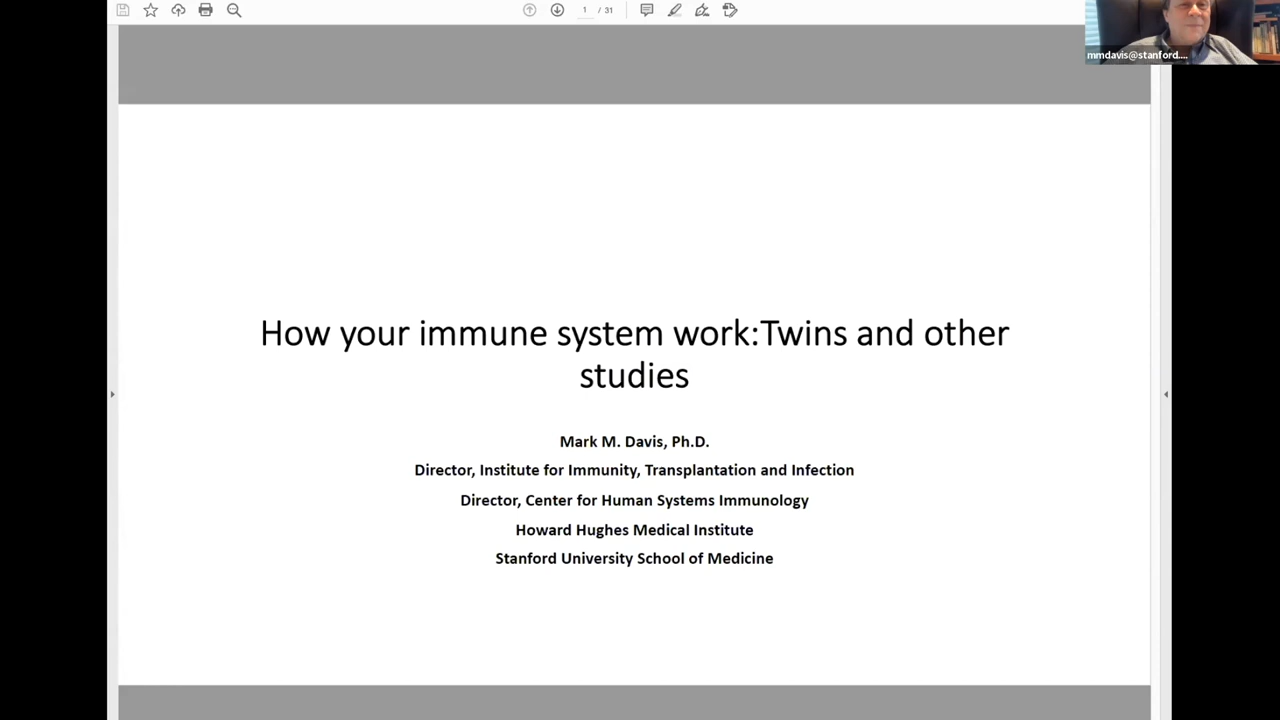 1 / 31
mmdavis@stanford....
How your immune system work:Twins and other
studies
Mark M. Davis, Ph.D.
Director, Institute for Immunity, Transplantation and Infection
Director, Center for Human Systems Immunology
Howard Hughes Medical Institute
Stanford University School of Medicine